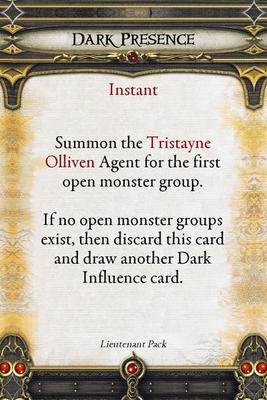 Dark Presence
Instant
Summon the Tristayne
Olliven Agent for the first
open monster group.
If no open monster groups
exist, then discard this card
and draw another Dark
Influence card.
Lieutenant Pack